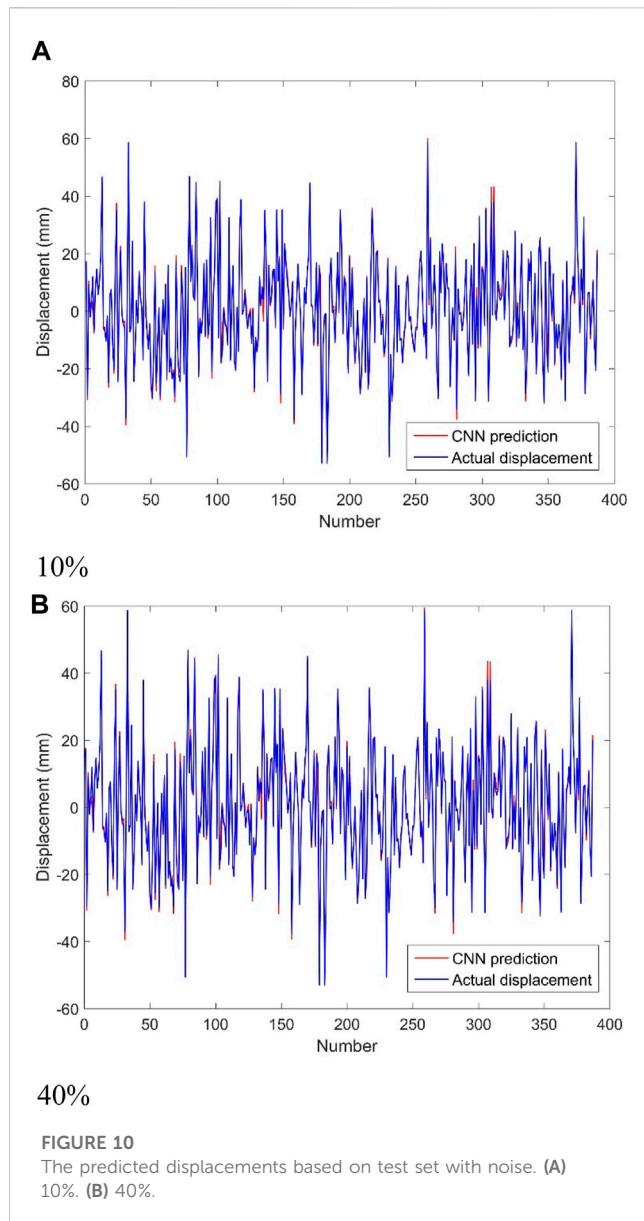 A
80
60
40
20
0
-20
-40
-60
Displacement (mm)
CNN prediction
Actual displacement
0 50 100 150 200 250 300 350 400
Number
10%
B
60
40
20
0
-20
-40
-60
Displacement (mm)
CNN prediction
Actual displacement
0 50 100 150 200 250 300 350 400
Number
40%
FIGURE 10
The predicted displacements based on test set with noise. (A)
10%. (B) 40%.